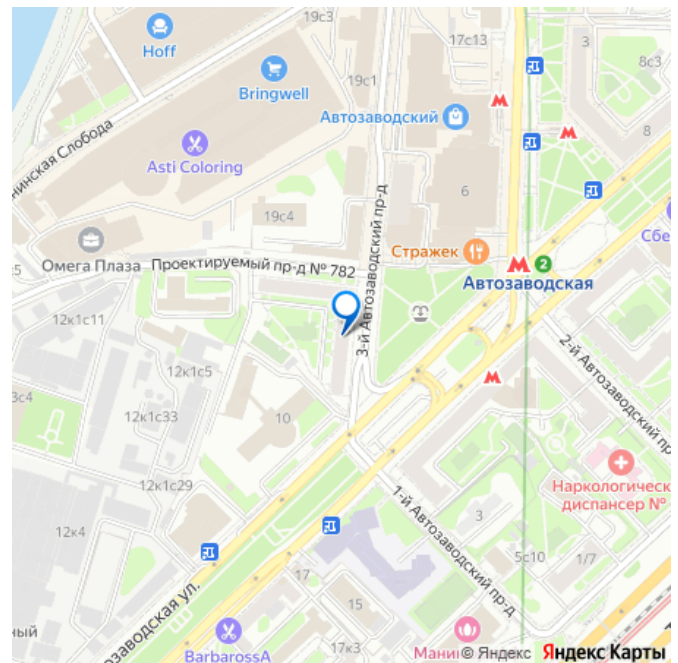 19с3
17с13
3
8с3
Hoff
Bringwell
19с1
Автозаводский
8
нинская Слобода
Asti Coloring
6
19с4
Сбе
Стражек
Омега Плаза
Проектируемый пр-д № 782
2
Автозаводская
5
3-й Автозаводский пр-д
12к1с11
2-й Автозаводский пр
12к1с5
3с4
12к1с33
10
12к1с29
Наркологическ
диспансер №
1-й Автозаводский пр-д
3
12к4
5с10
1/7
17
15
озаводская ул.
ный
17к3
BarbarossA
Мани
© Яндекс
Яндекс Карты